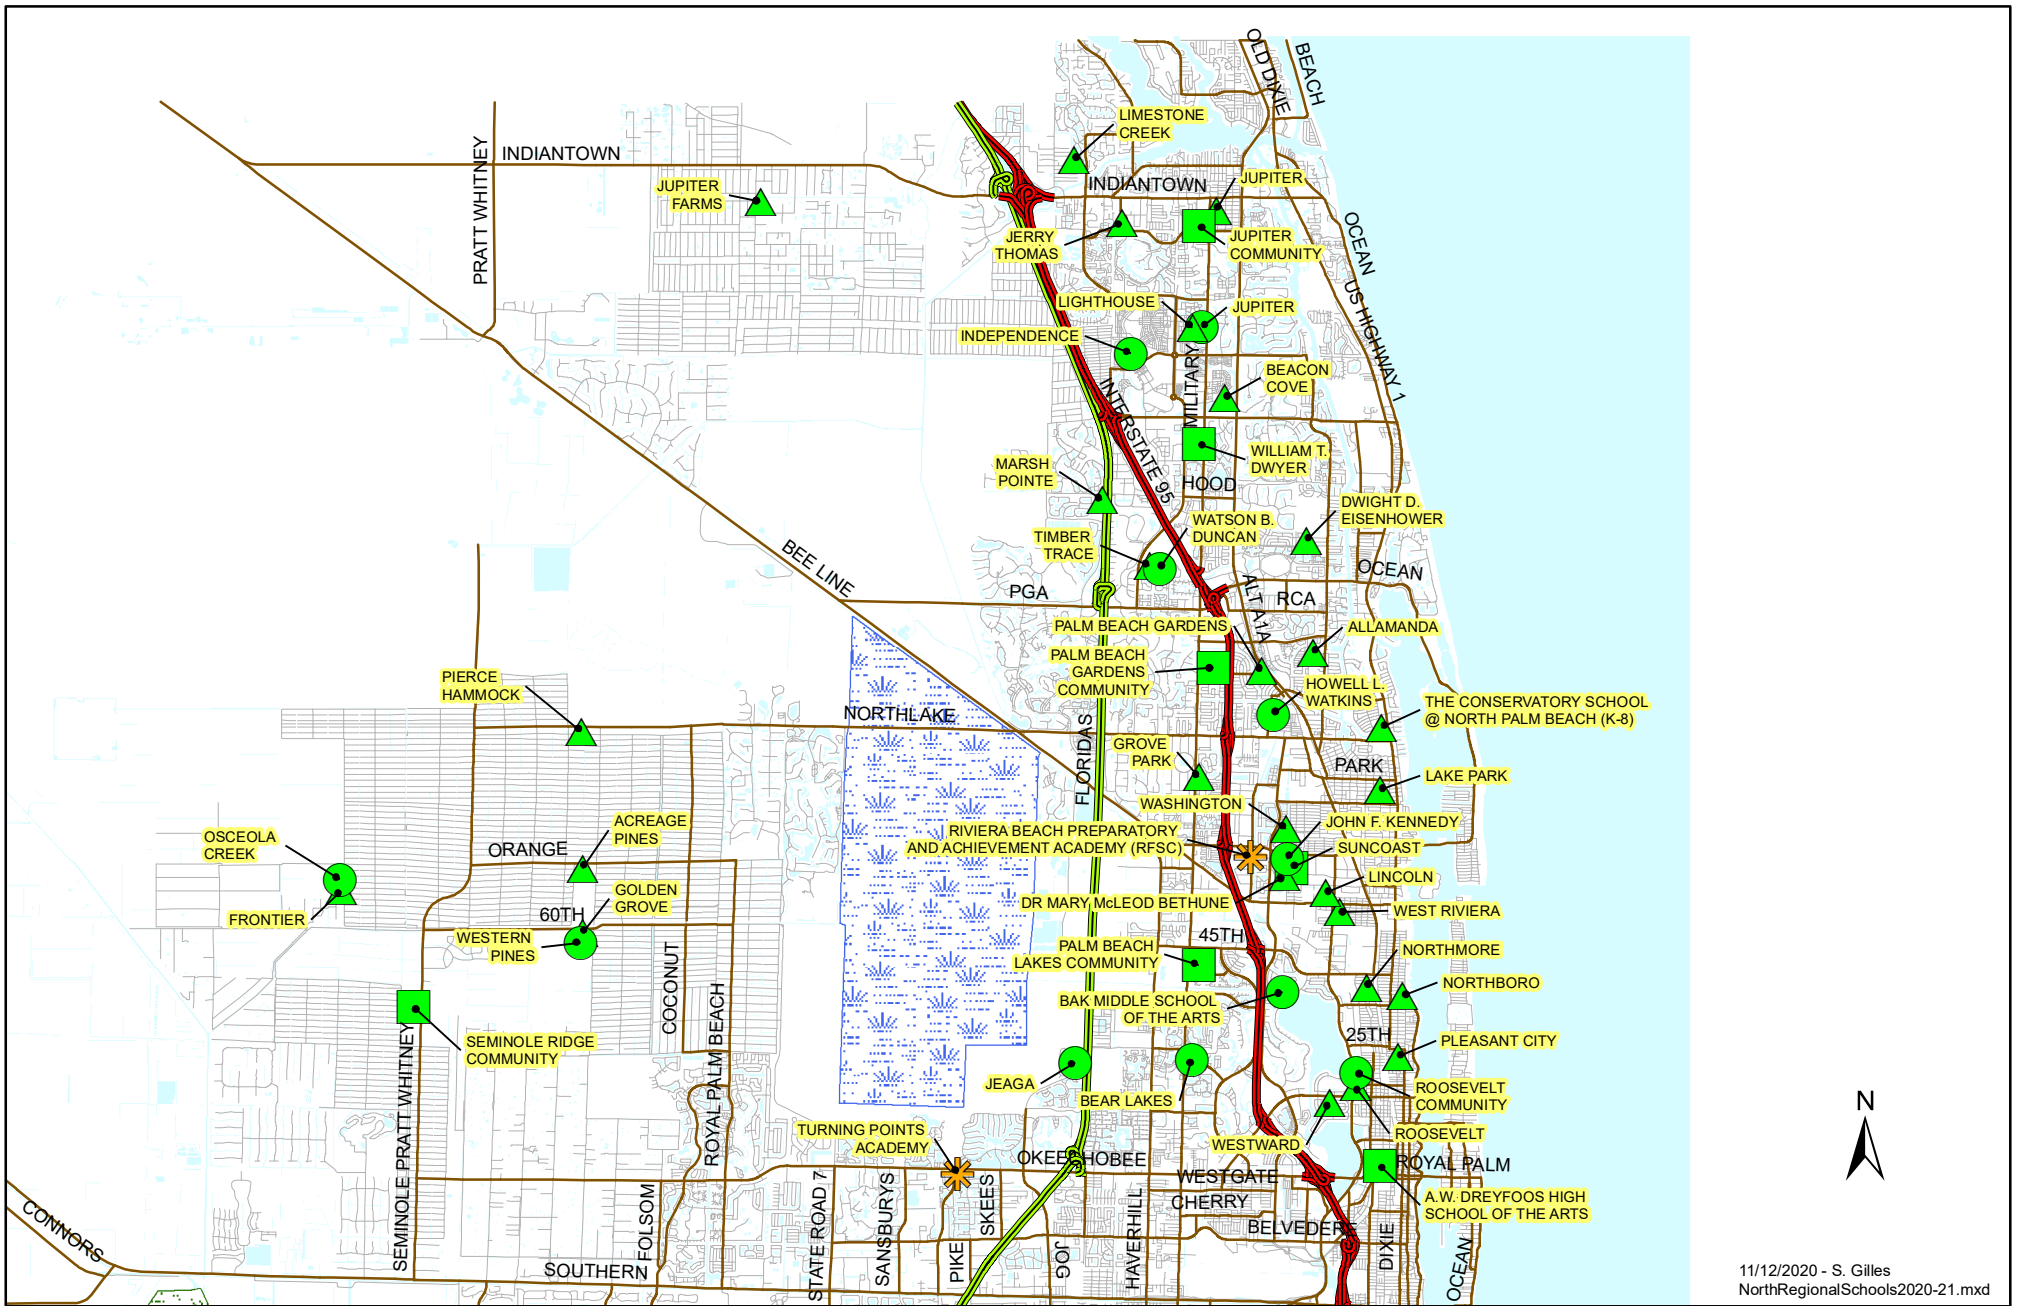 OLD DIXIE
BEACH
LIMESTONE
CREEK
INDIANTOWN
PRATT WHITNEY
JUPITER
FARMS
INDIANTOWN
JUPITER
JERRY
THOMAS
JUPITER
COMMUNITY
OCEAN
US HIGHWAY 1
LIGHTHOUSE
JUPITER
INDEPENDENCE
MILITARY
INTERSTATE 95
BEACON
COVE
MARSH
POINTE
WILLIAM T.
DWYER
HOOD
DWIGHT D.
EISENHOWER
WATSON B.
DUNCAN
TIMBER
TRACE
BEE LINE
PGA
OCEAN
ALT A1A
RCA
PALM BEACH GARDENS
ALLAMANDA
PALM BEACH
GARDENS
COMMUNITY
PIERCE
HAMMOCK
HOWELL L.
WATKINS
THE CONSERVATORY SCHOOL
@ NORTH PALM BEACH (K-8)
NORTHLAKE
FLORIDAS
GROVE
PARK
PARK
LAKE PARK
WASHINGTON
JOHN F. KENNEDY
RIVIERA BEACH PREPARATORY
AND ACHIEVEMENT ACADEMY (RFSC)
SUNCOAST
OSCEOLA
CREEK
ACREAGE
PINES
ORANGE
LINCOLN
GOLDEN
GROVE
FRONTIER
60TH
DR MARY McLEOD BETHUNE
WEST RIVIERA
WESTERN
PINES
45TH
PALM BEACH
LAKES COMMUNITY
NORTHMORE
COCONUT
ROYAL PALM BEACH
NORTHBORO
BAK MIDDLE SCHOOL
OF THE ARTS
SEMINOLE RIDGE
COMMUNITY
25TH
PLEASANT CITY
JEAGA
BEAR LAKES
ROOSEVELT
COMMUNITY
SEMINOLE PRATT WHITNEY
TURNING POINTS
ACADEMY
ROOSEVELT
WESTWARD
OKEECHOBEE
WESTGATE
ROYAL PALM
CHERRY
A.W. DREYFOOS HIGH
SCHOOL OF THE ARTS
BELVEDERE
CONNORS
SOUTHERN
FOLSOM
STATE ROAD 7
SANSBURYS
PIKE
SKEES
JOG
HAVERHILL
DIXIE
OCEAN
N
11/12/2020 - S. Gilles
NorthRegionalSchools2020-21.mxd